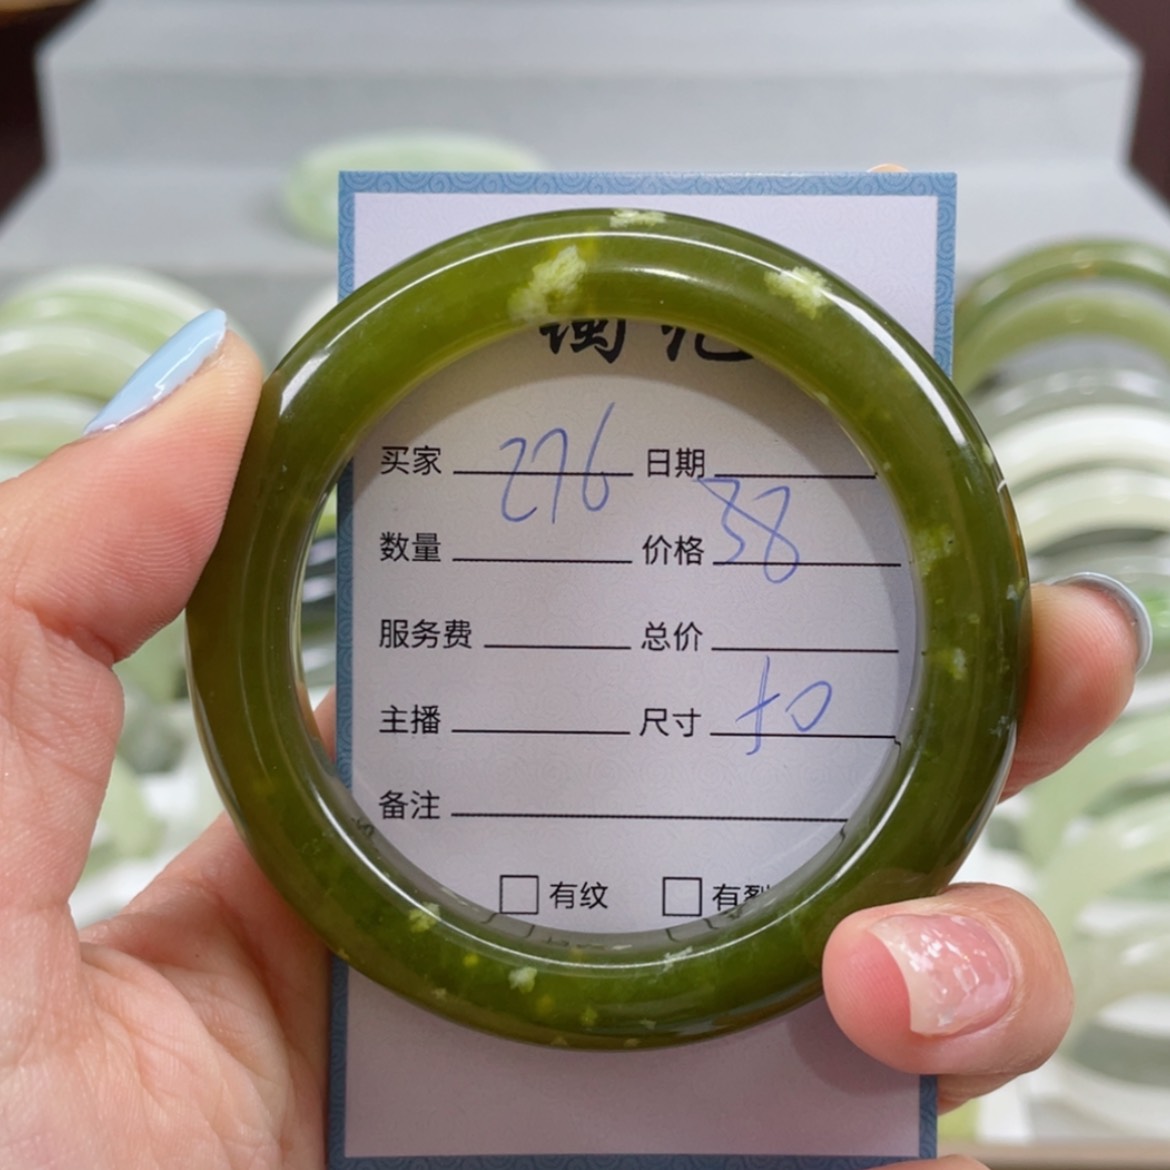 买家 276 日期
数量 价格 38
服务费 总价
主播 尺寸 50
备注
有纹 有裂